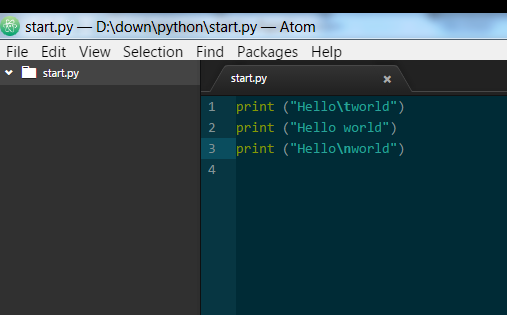 start.py — D:\down\python\start.py — Atom
File Edit View Selection Find Packages Help
start.py
start.py
1 print ("Hello\tworld")
2 print ("Hello world")
3 print ("Hello\nworld")
4